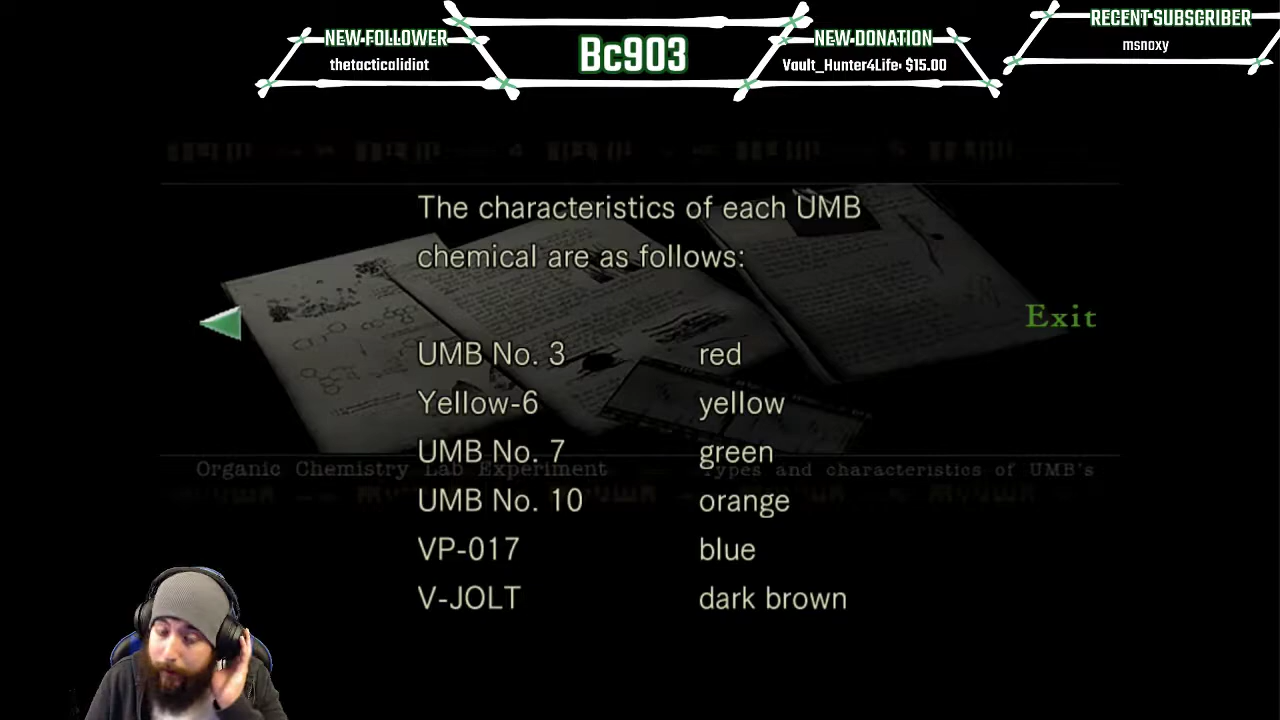 RECENT SUBSCRIBER
msnoxy
NEW FOLLOWER
thetacticalidiot
Bc903
NEW DONATION
Vault_Hunter4Life: $15.00
The characteristics of each UMB
chemical are as follows:
Exit
UMB No. 3 red
Yellow-6 yellow
UMB No. 7 green
Organic Chemistry Lab Experiment Types and characteristics of UMB's
UMB No. 10 orange
VP-017 blue
V-JOLT dark brown